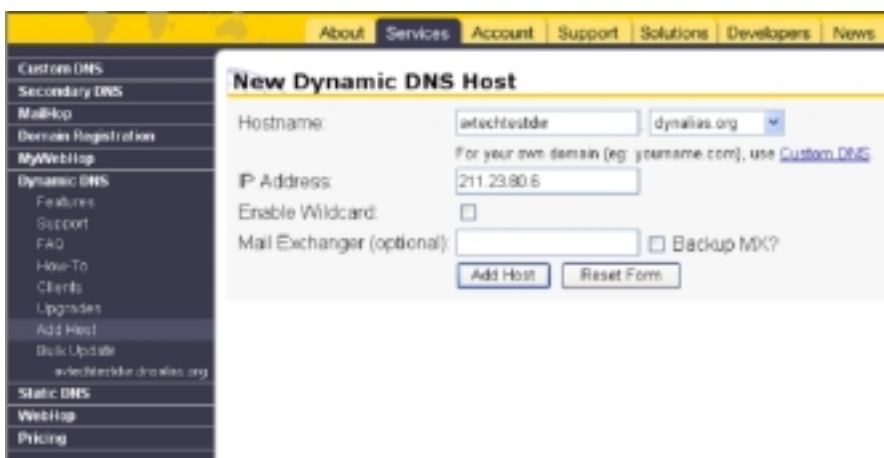 About Services Account Support Solutions Developers News
Custom DNS
Secondary DNS
MailHop
Domain Registration
MyWebHop
Dynamic DNS
Features
Support
FAQ
How-To
Clients
Upgrades
Add Host
Bulk Update
Static DNS
WebHop
Pricing
New Dynamic DNS Host
Hostname: . dynalias.org
For your own domain (eg: yourname.com), use Custom DNS.
IP Address: 211.23.80.6
Enable Wildcard:
Mail Exchanger (optional): Backup MX?
Add Host Reset Form